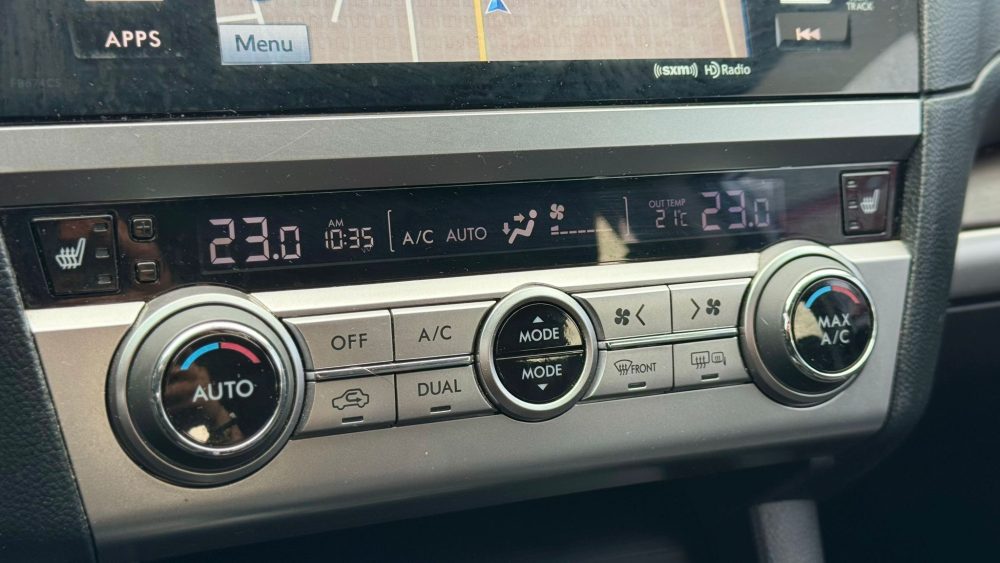 APPS
Menu
TRACK
((sxm)) HD Radio
23.0
AM
10:35
A/C AUTO
OUT TEMP
21°C
23.0
AUTO
OFF
A/C
DUAL
MODE
MODE
FRONT
MAX
A/C